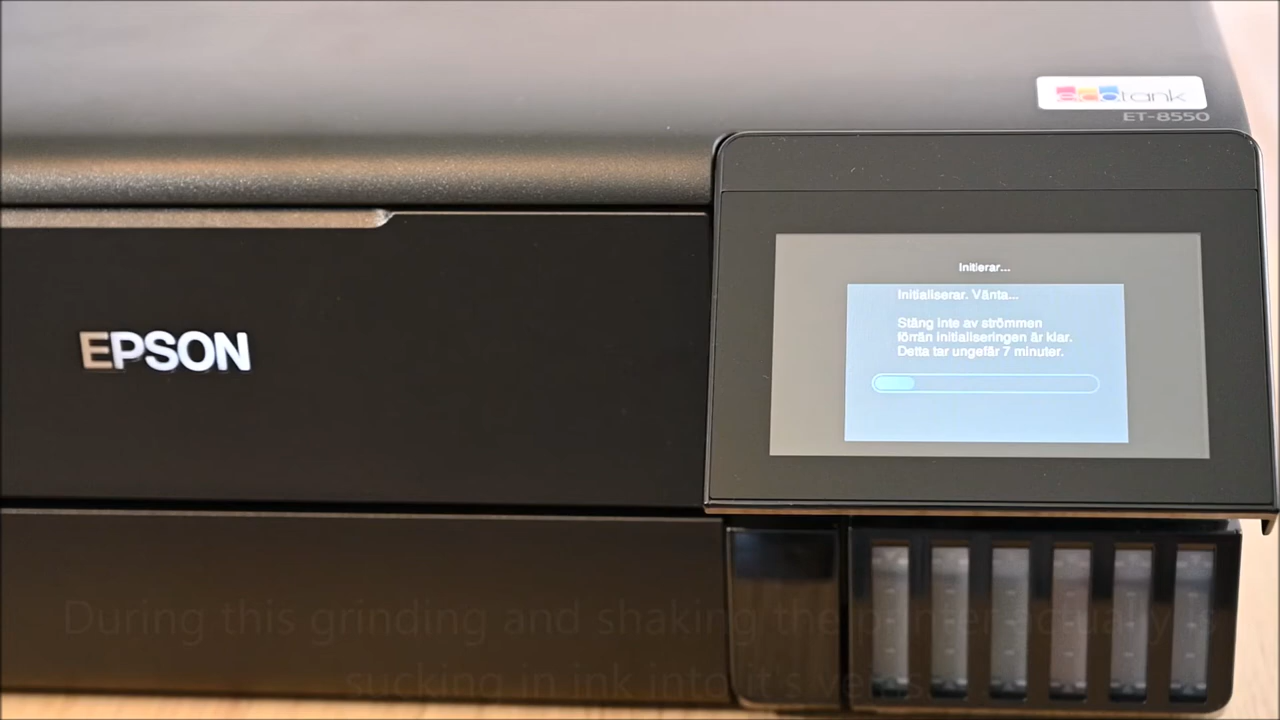 ecotank
ET-8550
Initierar...
Initialiserar. Vänta...
Stäng inte av strömmen
förrän initialiseringen är klar.
Detta tar ungefär 7 minuter.
EPSON
During this grinding and shaking the printer actually is
sucking in ink into it's veins